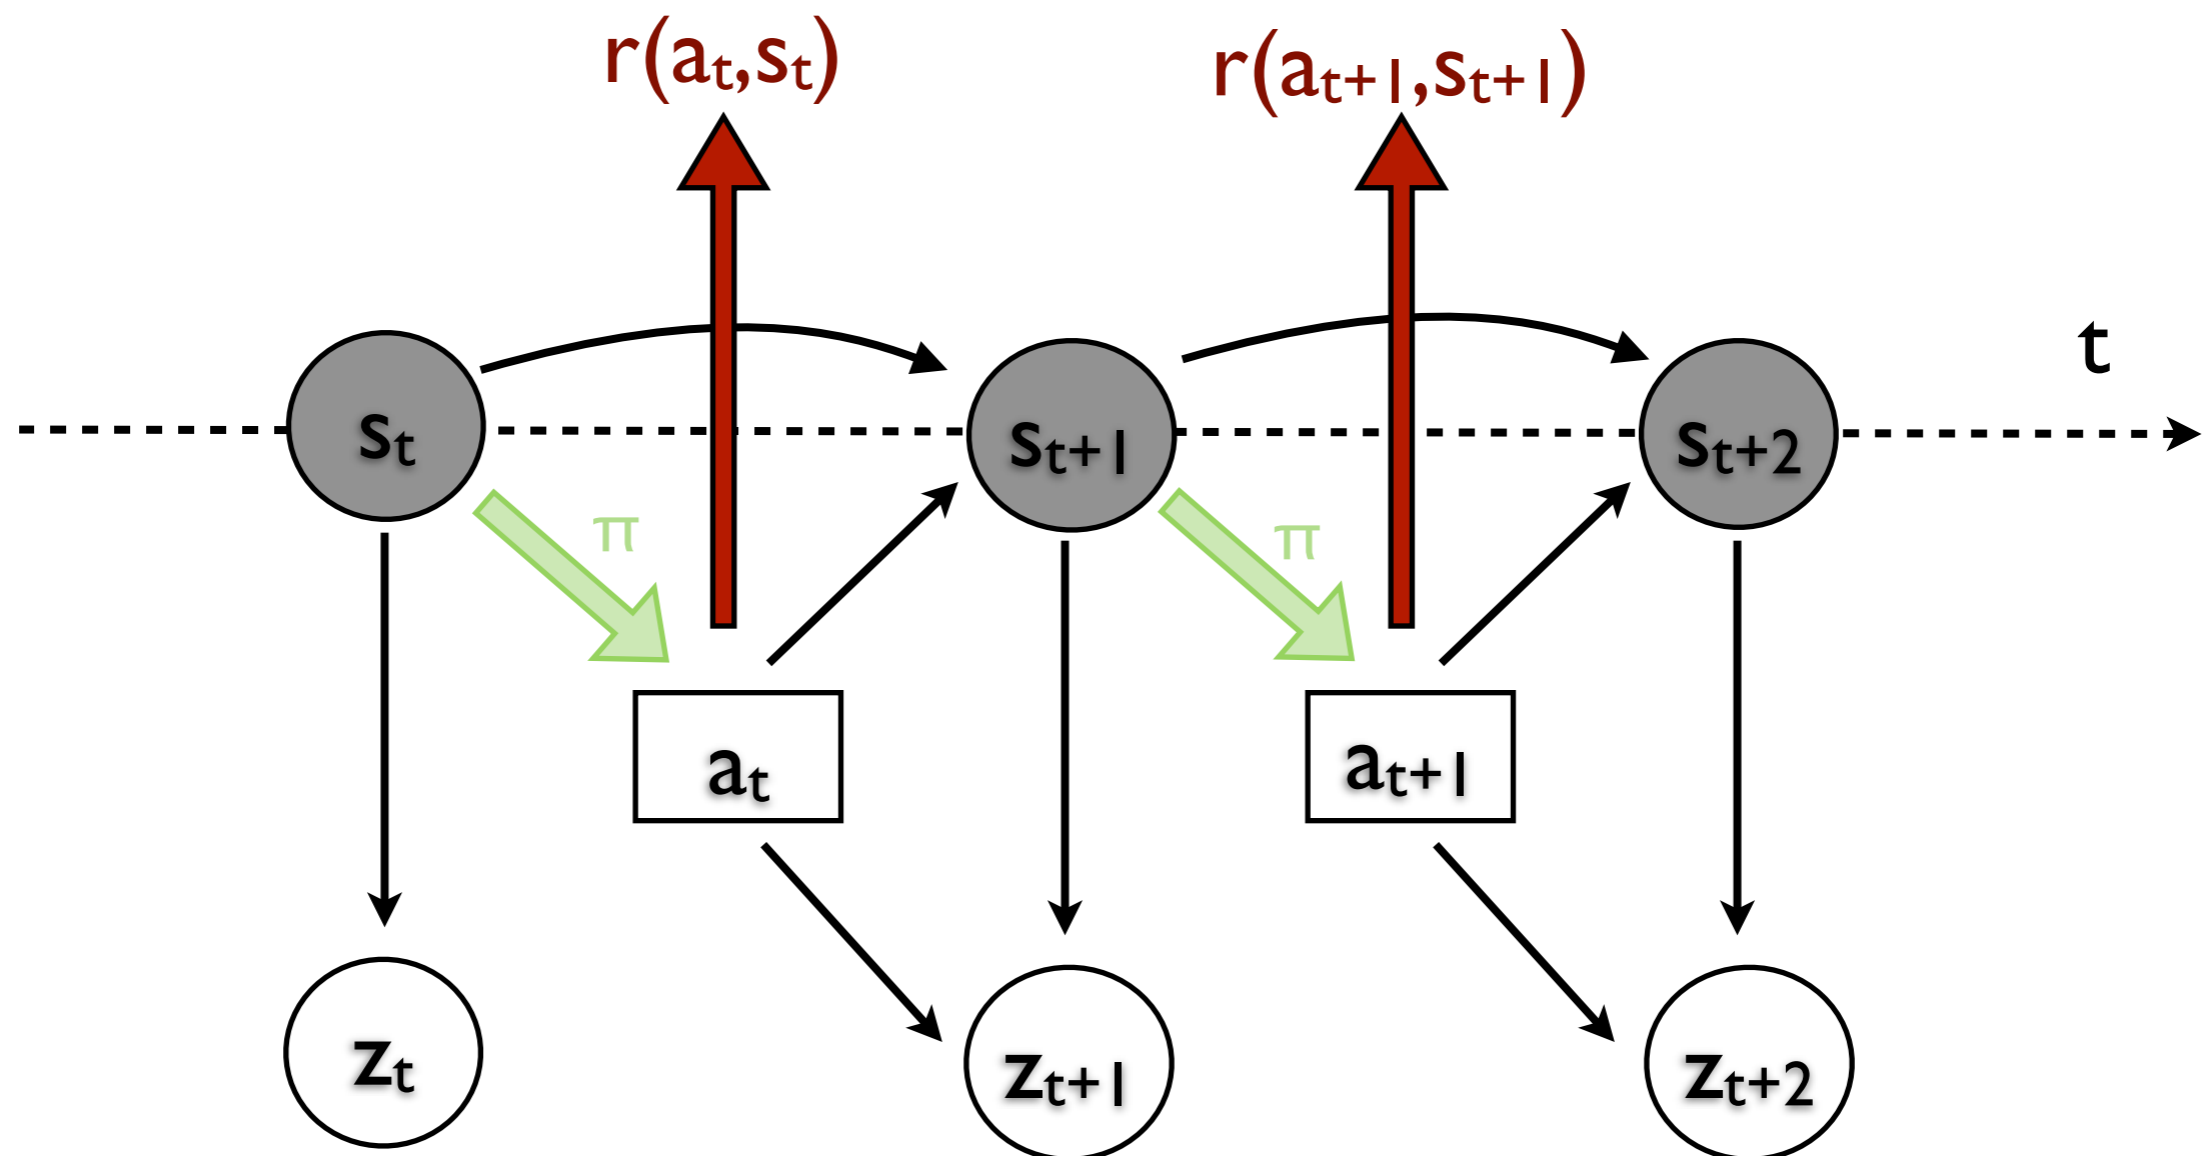 r(aₜ,sₜ)
r(aₜ₊₁,sₜ₊₁)
t
sₜ
sₜ₊₁
sₜ₊₂
π
π
aₜ
aₜ₊₁
zₜ
zₜ₊₁
zₜ₊₂